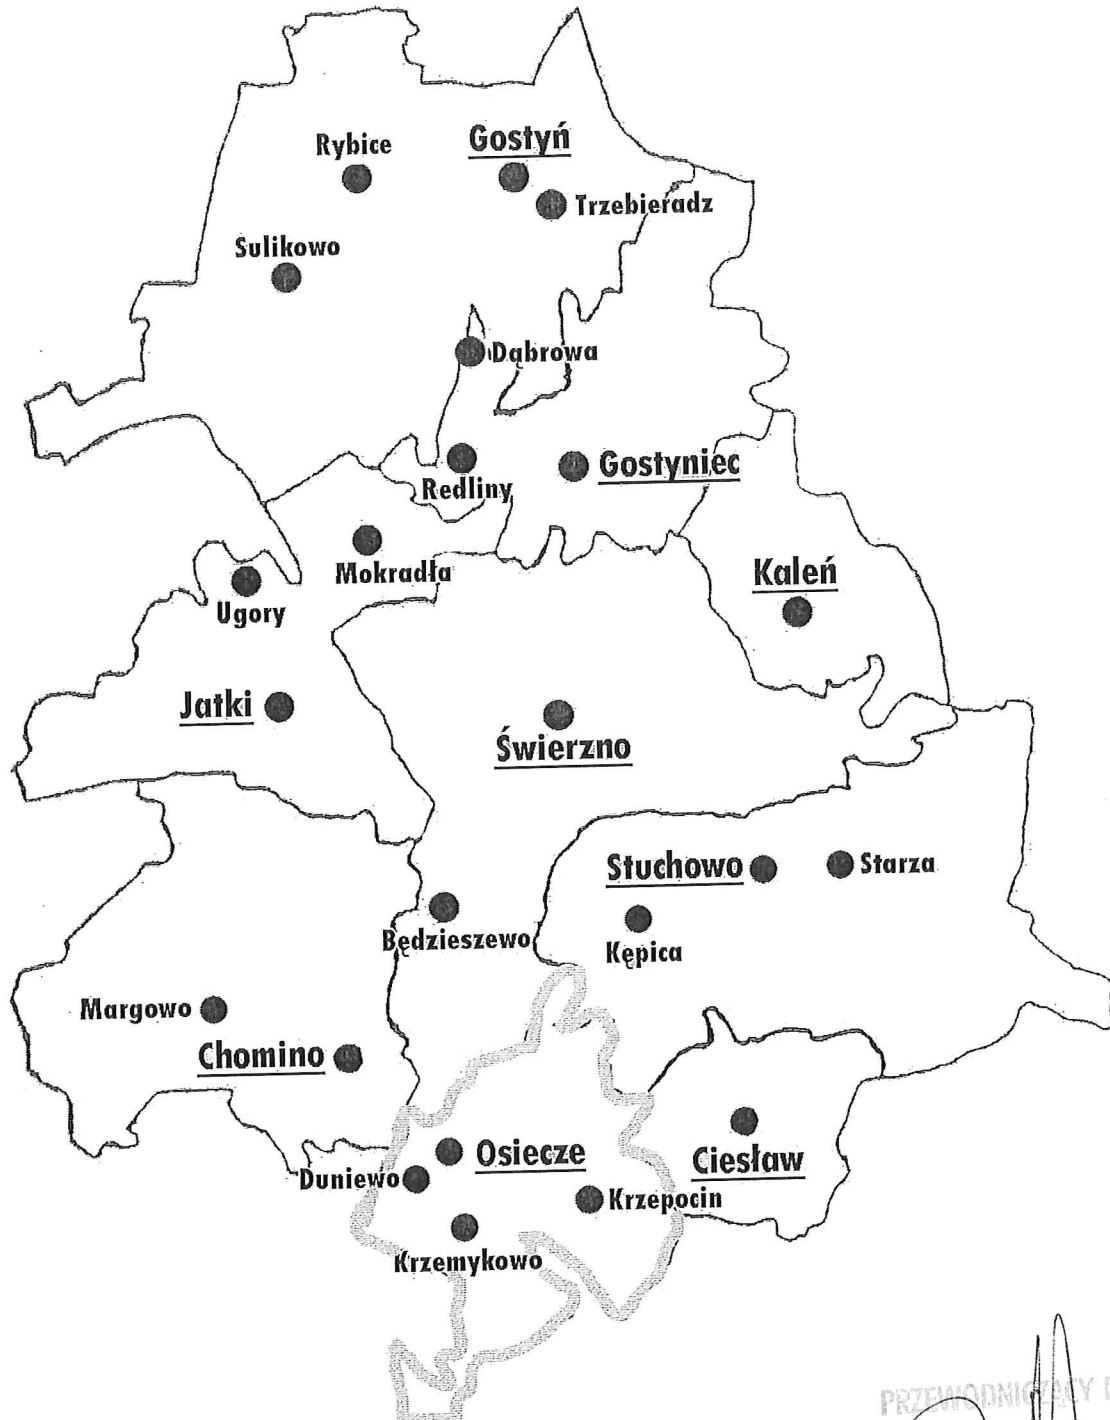 Gostyń
Rybice
Trzebieradz
Sulikowo
Dąbrowa
Gostyniec
Redliny
Mokradła
Kaleń
Ugory
Jatki
Świerzno
Stuchowo
Starza
Będzieszewo
Kępica
Margowo
Chomino
Osiecze
Ciesław
Duniewo
Krzepocin
Krzemykowo
PRZEWODNICZĄCY